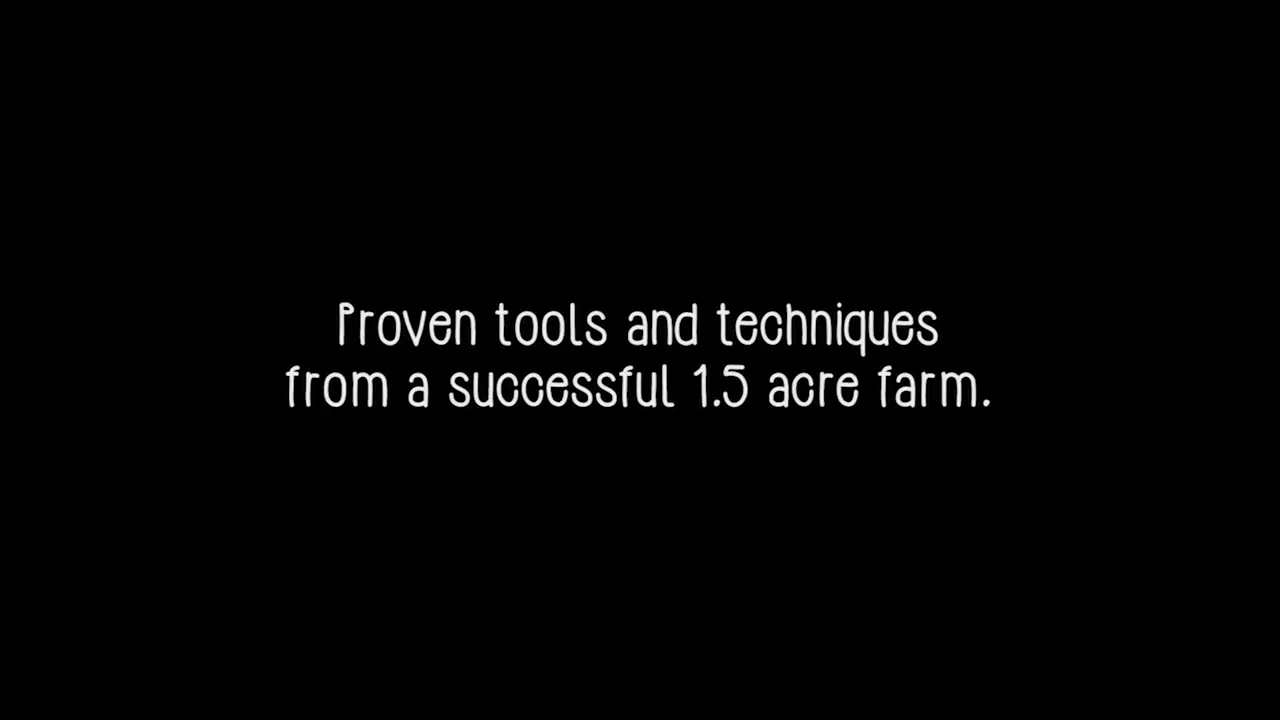 Proven tools and techniques
from a successful 1.5 acre farm.